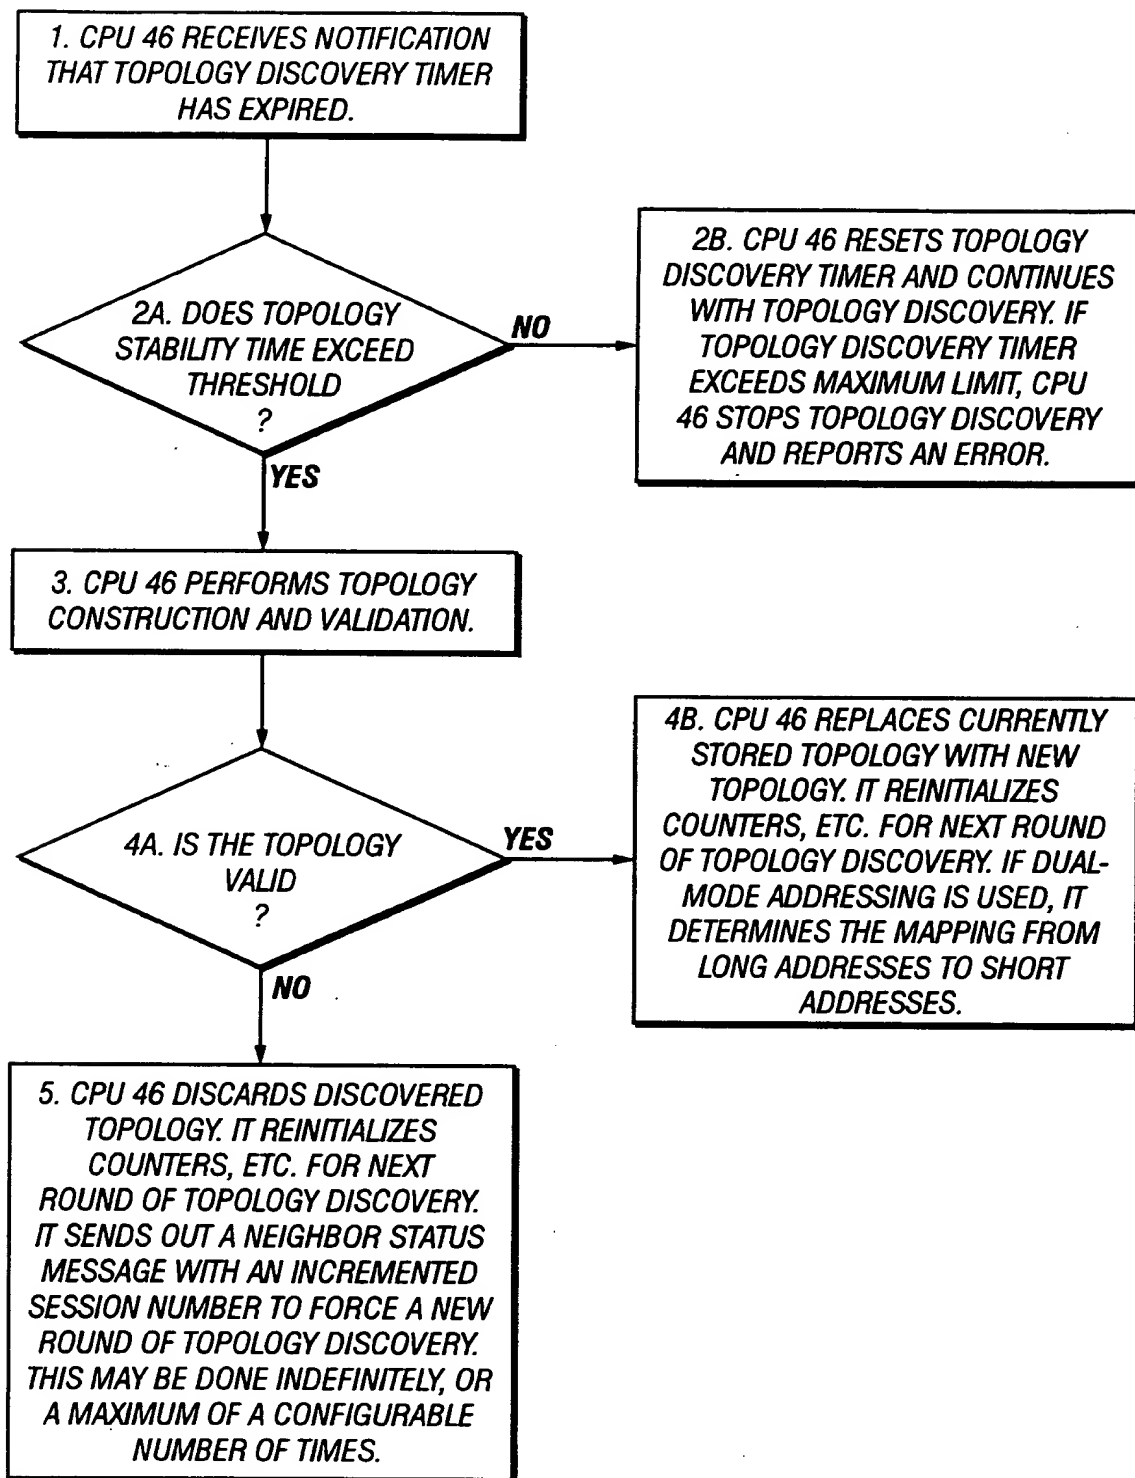 1. CPU 46 RECEIVES NOTIFICATION
THAT TOPOLOGY DISCOVERY TIMER
HAS EXPIRED.
2A. DOES TOPOLOGY
STABILITY TIME EXCEED
THRESHOLD
?
NO
2B. CPU 46 RESETS TOPOLOGY
DISCOVERY TIMER AND CONTINUES
WITH TOPOLOGY DISCOVERY. IF
TOPOLOGY DISCOVERY TIMER
EXCEEDS MAXIMUM LIMIT, CPU
46 STOPS TOPOLOGY DISCOVERY
AND REPORTS AN ERROR.
YES
3. CPU 46 PERFORMS TOPOLOGY
CONSTRUCTION AND VALIDATION.
4A. IS THE TOPOLOGY
VALID
?
YES
4B. CPU 46 REPLACES CURRENTLY
STORED TOPOLOGY WITH NEW
TOPOLOGY. IT REINITIALIZES
COUNTERS, ETC. FOR NEXT ROUND
OF TOPOLOGY DISCOVERY. IF DUAL-
MODE ADDRESSING IS USED, IT
DETERMINES THE MAPPING FROM
LONG ADDRESSES TO SHORT
ADDRESSES.
NO
5. CPU 46 DISCARDS DISCOVERED
TOPOLOGY. IT REINITIALIZES
COUNTERS, ETC. FOR NEXT
ROUND OF TOPOLOGY DISCOVERY.
IT SENDS OUT A NEIGHBOR STATUS
MESSAGE WITH AN INCREMENTED
SESSION NUMBER TO FORCE A NEW
ROUND OF TOPOLOGY DISCOVERY.
THIS MAY BE DONE INDEFINITELY, OR
A MAXIMUM OF A CONFIGURABLE
NUMBER OF TIMES.